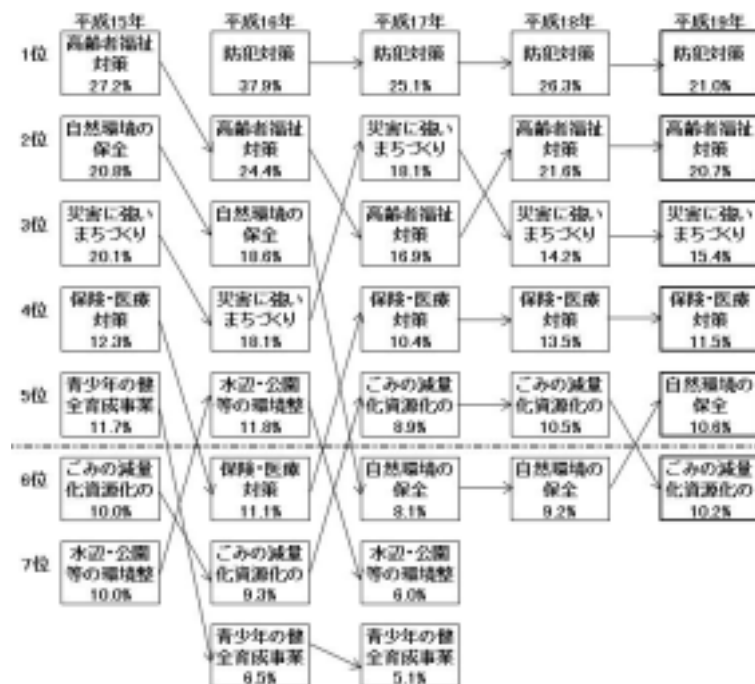 平成15年
平成16年
平成17年
平成18年
平成19年
1位
高齢者福祉
対策
27.2%
防犯対策
37.9%
防犯対策
25.1%
防犯対策
26.3%
防犯対策
21.0%
2位
自然環境の
保全
20.8%
高齢者福祉
対策
24.4%
災害に強い
まちづくり
18.1%
高齢者福祉
対策
21.6%
高齢者福祉
対策
20.7%
3位
災害に強い
まちづくり
20.1%
自然環境の
保全
18.6%
高齢者福祉
対策
16.9%
災害に強い
まちづくり
14.2%
災害に強い
まちづくり
15.4%
4位
保険・医療
対策
12.3%
災害に強い
まちづくり
18.1%
保険・医療
対策
10.4%
保険・医療
対策
13.5%
保険・医療
対策
11.5%
5位
青少年の健
全育成事業
11.7%
水辺・公園
等の環境整
11.8%
ごみの減量
化資源化の
8.9%
ごみの減量
化資源化の
10.5%
自然環境の
保全
10.6%
6位
ごみの減量
化資源化の
10.0%
保険・医療
対策
11.1%
自然環境の
保全
8.1%
自然環境の
保全
9.2%
ごみの減量
化資源化の
10.2%
7位
水辺・公園
等の環境整
10.0%
ごみの減量
化資源化の
9.3%
水辺・公園
等の環境整
6.0%
青少年の健
全育成事業
6.5%
青少年の健
全育成事業
5.1%